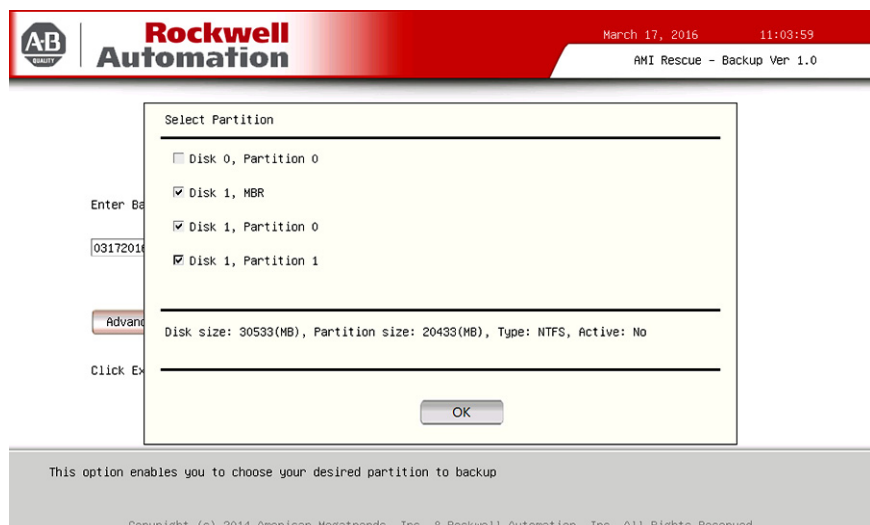 A-B
QUALITY
Rockwell
Automation
March 17, 2016 11:03:59
AMI Rescue - Backup Ver 1.0
Select Partition
Disk 0, Partition 0
Disk 1, MBR
Disk 1, Partition 0
Disk 1, Partition 1
Enter Ba
0317201
Advanc
Click Ex
Disk size: 30533(MB), Partition size: 20433(MB), Type: NTFS, Active: No
OK
This option enables you to choose your desired partition to backup
Copyright (c) 2014 American Megatrends, Inc. & Rockwell Automation, Inc. All Rights Reserved